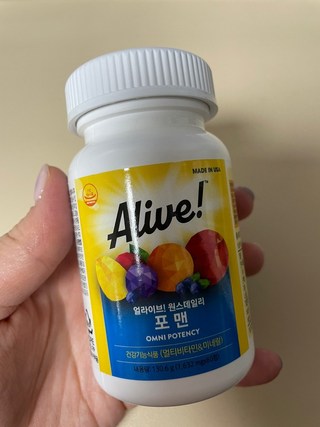 MADE IN USA
Alive!™
얼라이브! 원스데일리
포 맨
OMNI POTENCY
건강기능식품 (멀티비타민&미네랄)